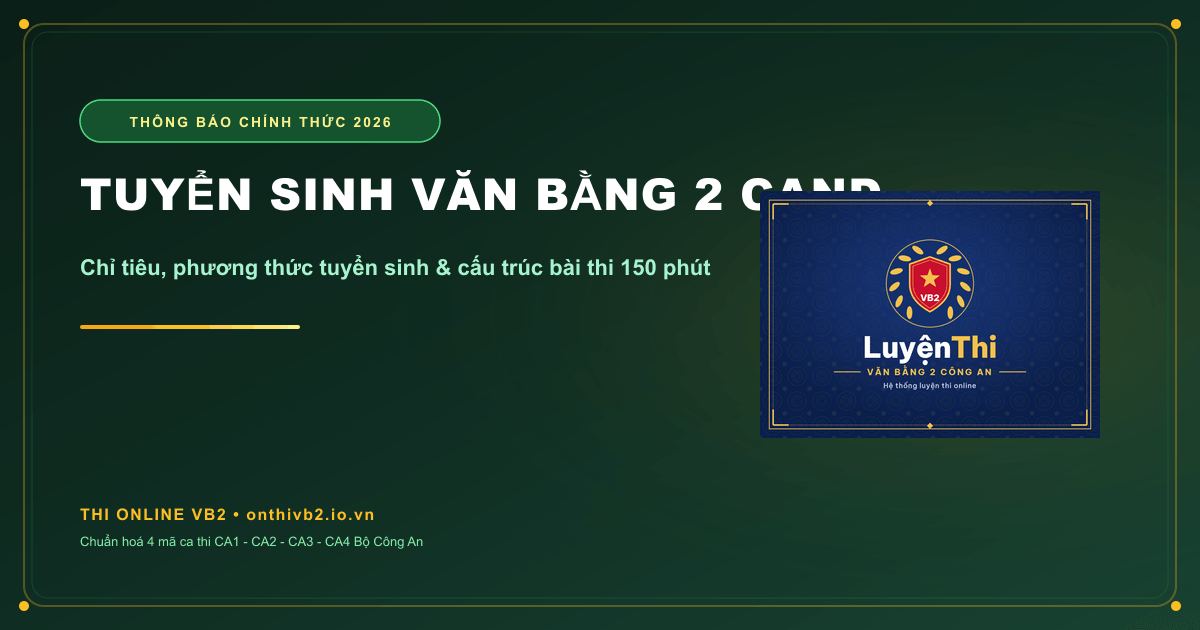 THÔNG BÁO CHÍNH THỨC 2026
TUYỂN SINH VĂN BẰNG 2 CAND
Chỉ tiêu, phương thức tuyển sinh & cấu trúc bài thi 150 phút
VB2
LuyệnThi
VĂN BẰNG 2 CÔNG AN
Hệ thống luyện thi online
THI ONLINE VB2 • onthivb2.io.vn
Chuẩn hoá 4 mã ca thi CA1 - CA2 - CA3 - CA4 Bộ Công An